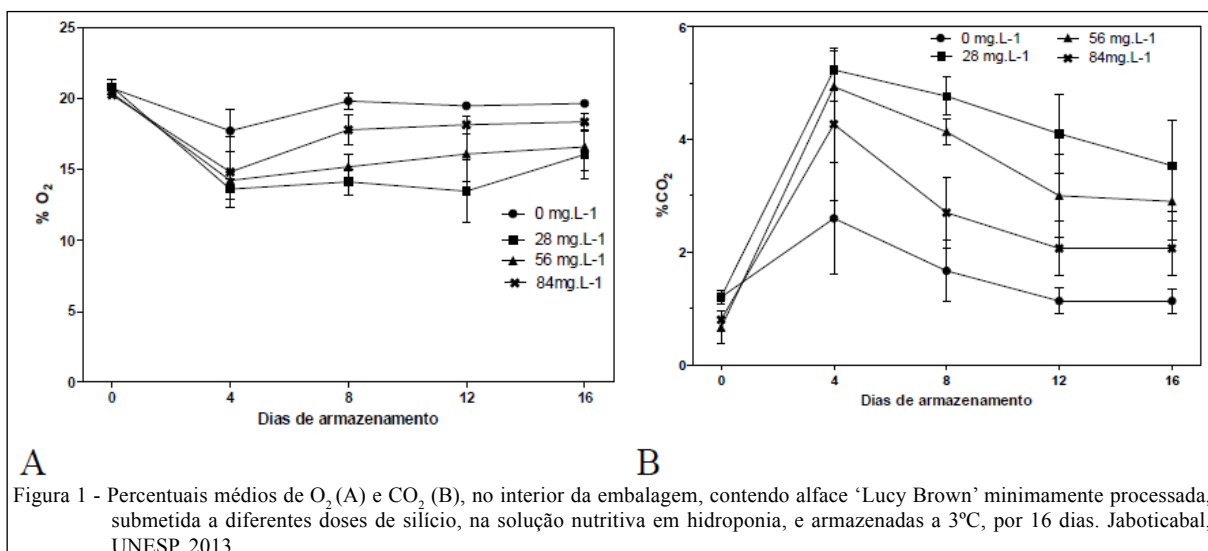 25
20
15
10
5
0
% O2
0 4 8 12 16
Dias de armazenamento
0 mg.L-1
28 mg.L-1
56 mg.L-1
84mg.L-1
A
6
4
2
0
%CO2
0 4 8 12 16
Dias de armazenamento
0 mg.L-1
28 mg.L-1
56 mg.L-1
84mg.L-1
B
Figura 1 - Percentuais médios de O2 (A) e CO2 (B), no interior da embalagem, contendo alface ‘Lucy Brown’ minimamente processada,
submetida a diferentes doses de silício, na solução nutritiva em hidroponia, e armazenadas a 3ºC, por 16 dias. Jaboticabal,
UNESP, 2013